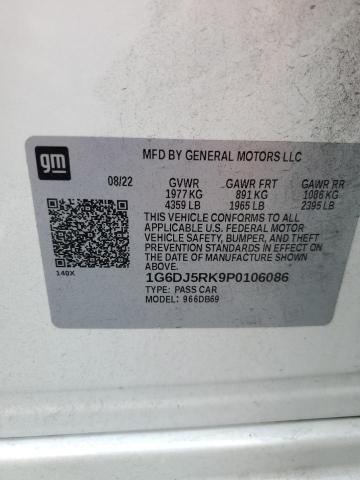 gm
MFD BY GENERAL MOTORS LLC
08/22 GVWR GAWR FRT GAWR RR
1977 KG 891 KG 1086 KG
4359 LB 1965 LB 2395 LB
THIS VEHICLE CONFORMS TO ALL
APPLICABLE U.S. FEDERAL MOTOR
VEHICLE SAFETY, BUMPER, AND THEFT
PREVENTION STANDARDS IN EFFECT ON
THE DATE OF MANUFACTURE SHOWN
ABOVE.
140X
1G6DJ5RK9P0106086
TYPE: PASS CAR
MODEL: 966DB69